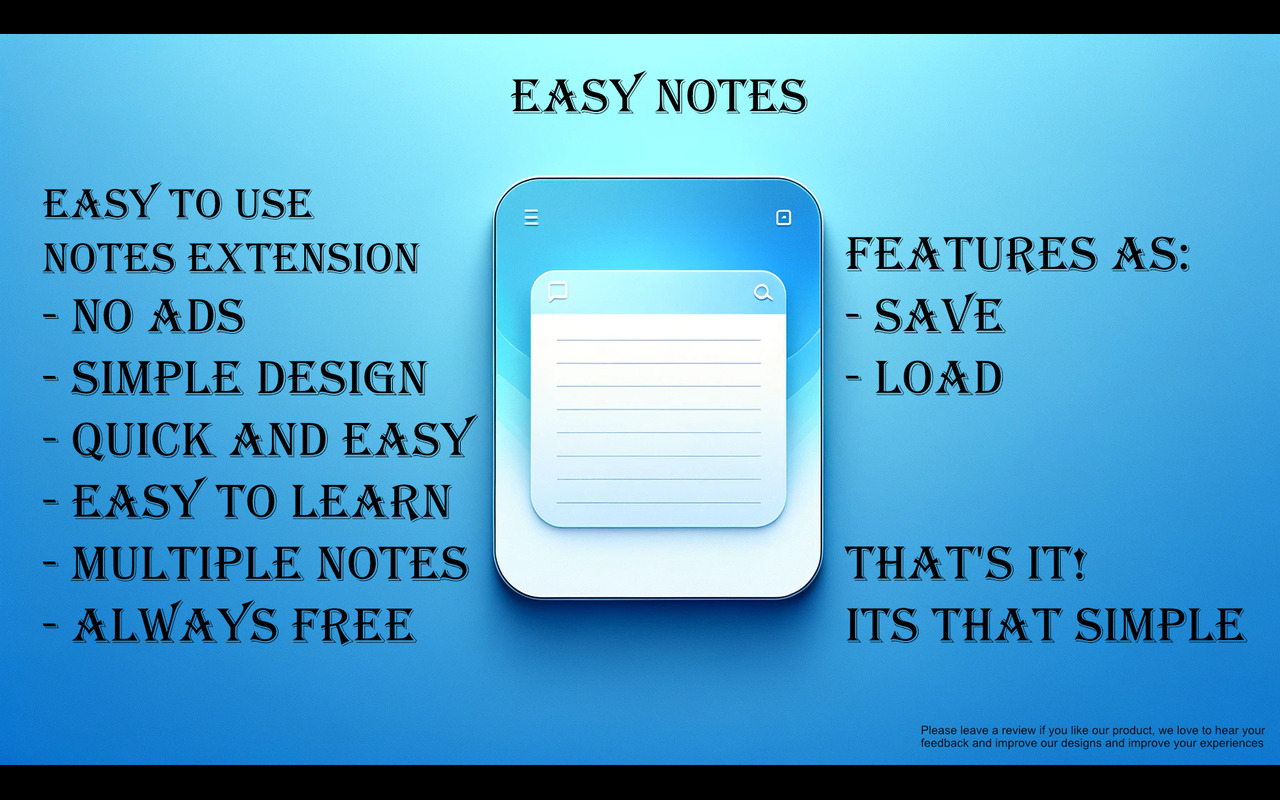 EASY NOTES
EASY TO USE
NOTES EXTENSION
- NO ADS
- SIMPLE DESIGN
- QUICK AND EASY
- EASY TO LEARN
- MULTIPLE NOTES
- ALWAYS FREE
FEATURES AS:
- SAVE
- LOAD
THAT'S IT!
ITS THAT SIMPLE
Please leave a review if you like our product, we love to hear your
feedback and improve our designs and improve your experiences